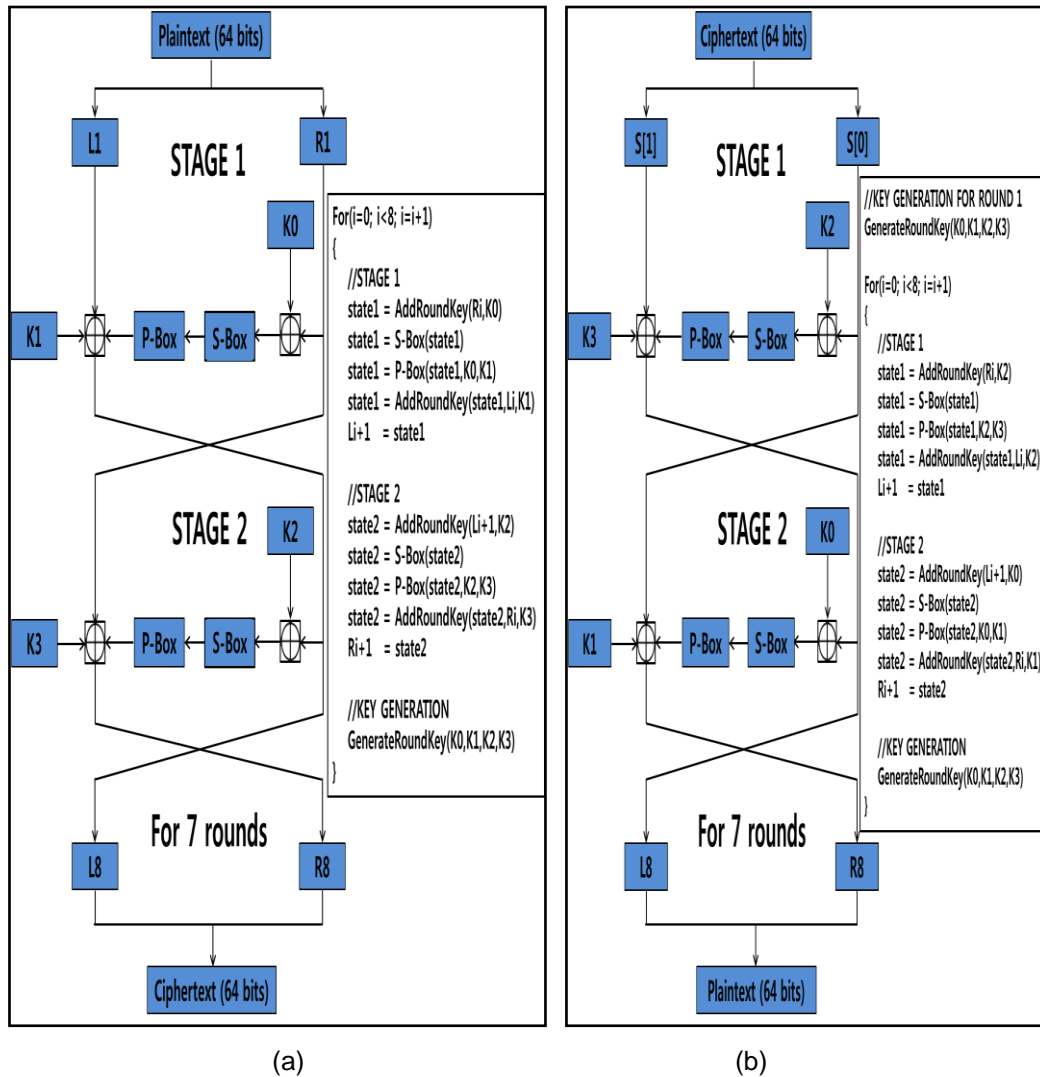 Plaintext (64 bits)
L1
R1
STAGE 1
K0
K1
P-Box
S-Box
STAGE 2
K2
K3
P-Box
S-Box
For 7 rounds
L8
R8
Ciphertext (64 bits)
For(i=0; i<8; i=i+1)
{
//STAGE 1
state1 = AddRoundKey(Ri,K0)
state1 = S-Box(state1)
state1 = P-Box(state1,K0,K1)
state1 = AddRoundKey(state1,Li,K1)
Li+1 = state1
//STAGE 2
state2 = AddRoundKey(Li+1,K2)
state2 = S-Box(state2)
state2 = P-Box(state2,K2,K3)
state2 = AddRoundKey(state2,Ri,K3)
Ri+1 = state2
//KEY GENERATION
GenerateRoundKey(K0,K1,K2,K3)
}
(a)
Ciphertext (64 bits)
S[1]
S[0]
STAGE 1
K2
K3
P-Box
S-Box
STAGE 2
K0
K1
P-Box
S-Box
For 7 rounds
L8
R8
Plaintext (64 bits)
//KEY GENERATION FOR ROUND 1
GenerateRoundKey(K0,K1,K2,K3)
For(i=0; i<8; i=i+1)
{
//STAGE 1
state1 = AddRoundKey(Ri,K2)
state1 = S-Box(state1)
state1 = P-Box(state1,K2,K3)
state1 = AddRoundKey(state1,Li,K2)
Li+1 = state1
//STAGE 2
state2 = AddRoundKey(Li+1,K0)
state2 = S-Box(state2)
state2 = P-Box(state2,K0,K1)
state2 = AddRoundKey(state2,Ri,K1)
Ri+1 = state2
//KEY GENERATION
GenerateRoundKey(K0,K1,K2,K3)
}
(b)